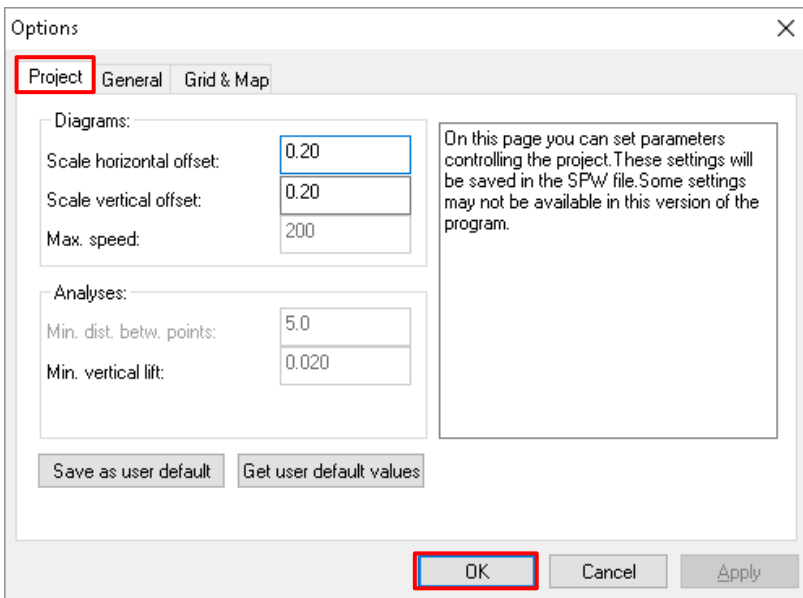 Options
Project General Grid & Map
Diagrams:
Scale horizontal offset: 0.20
Scale vertical offset: 0.20
Max. speed: 200
Analyses:
Min. dist. betw. points: 5.0
Min. vertical lift: 0.020
Save as user default Get user default values
On this page you can set parameters
controlling the project.These settings will
be saved in the SPW file.Some settings
may not be available in this version of the
program.
OK Cancel Apply